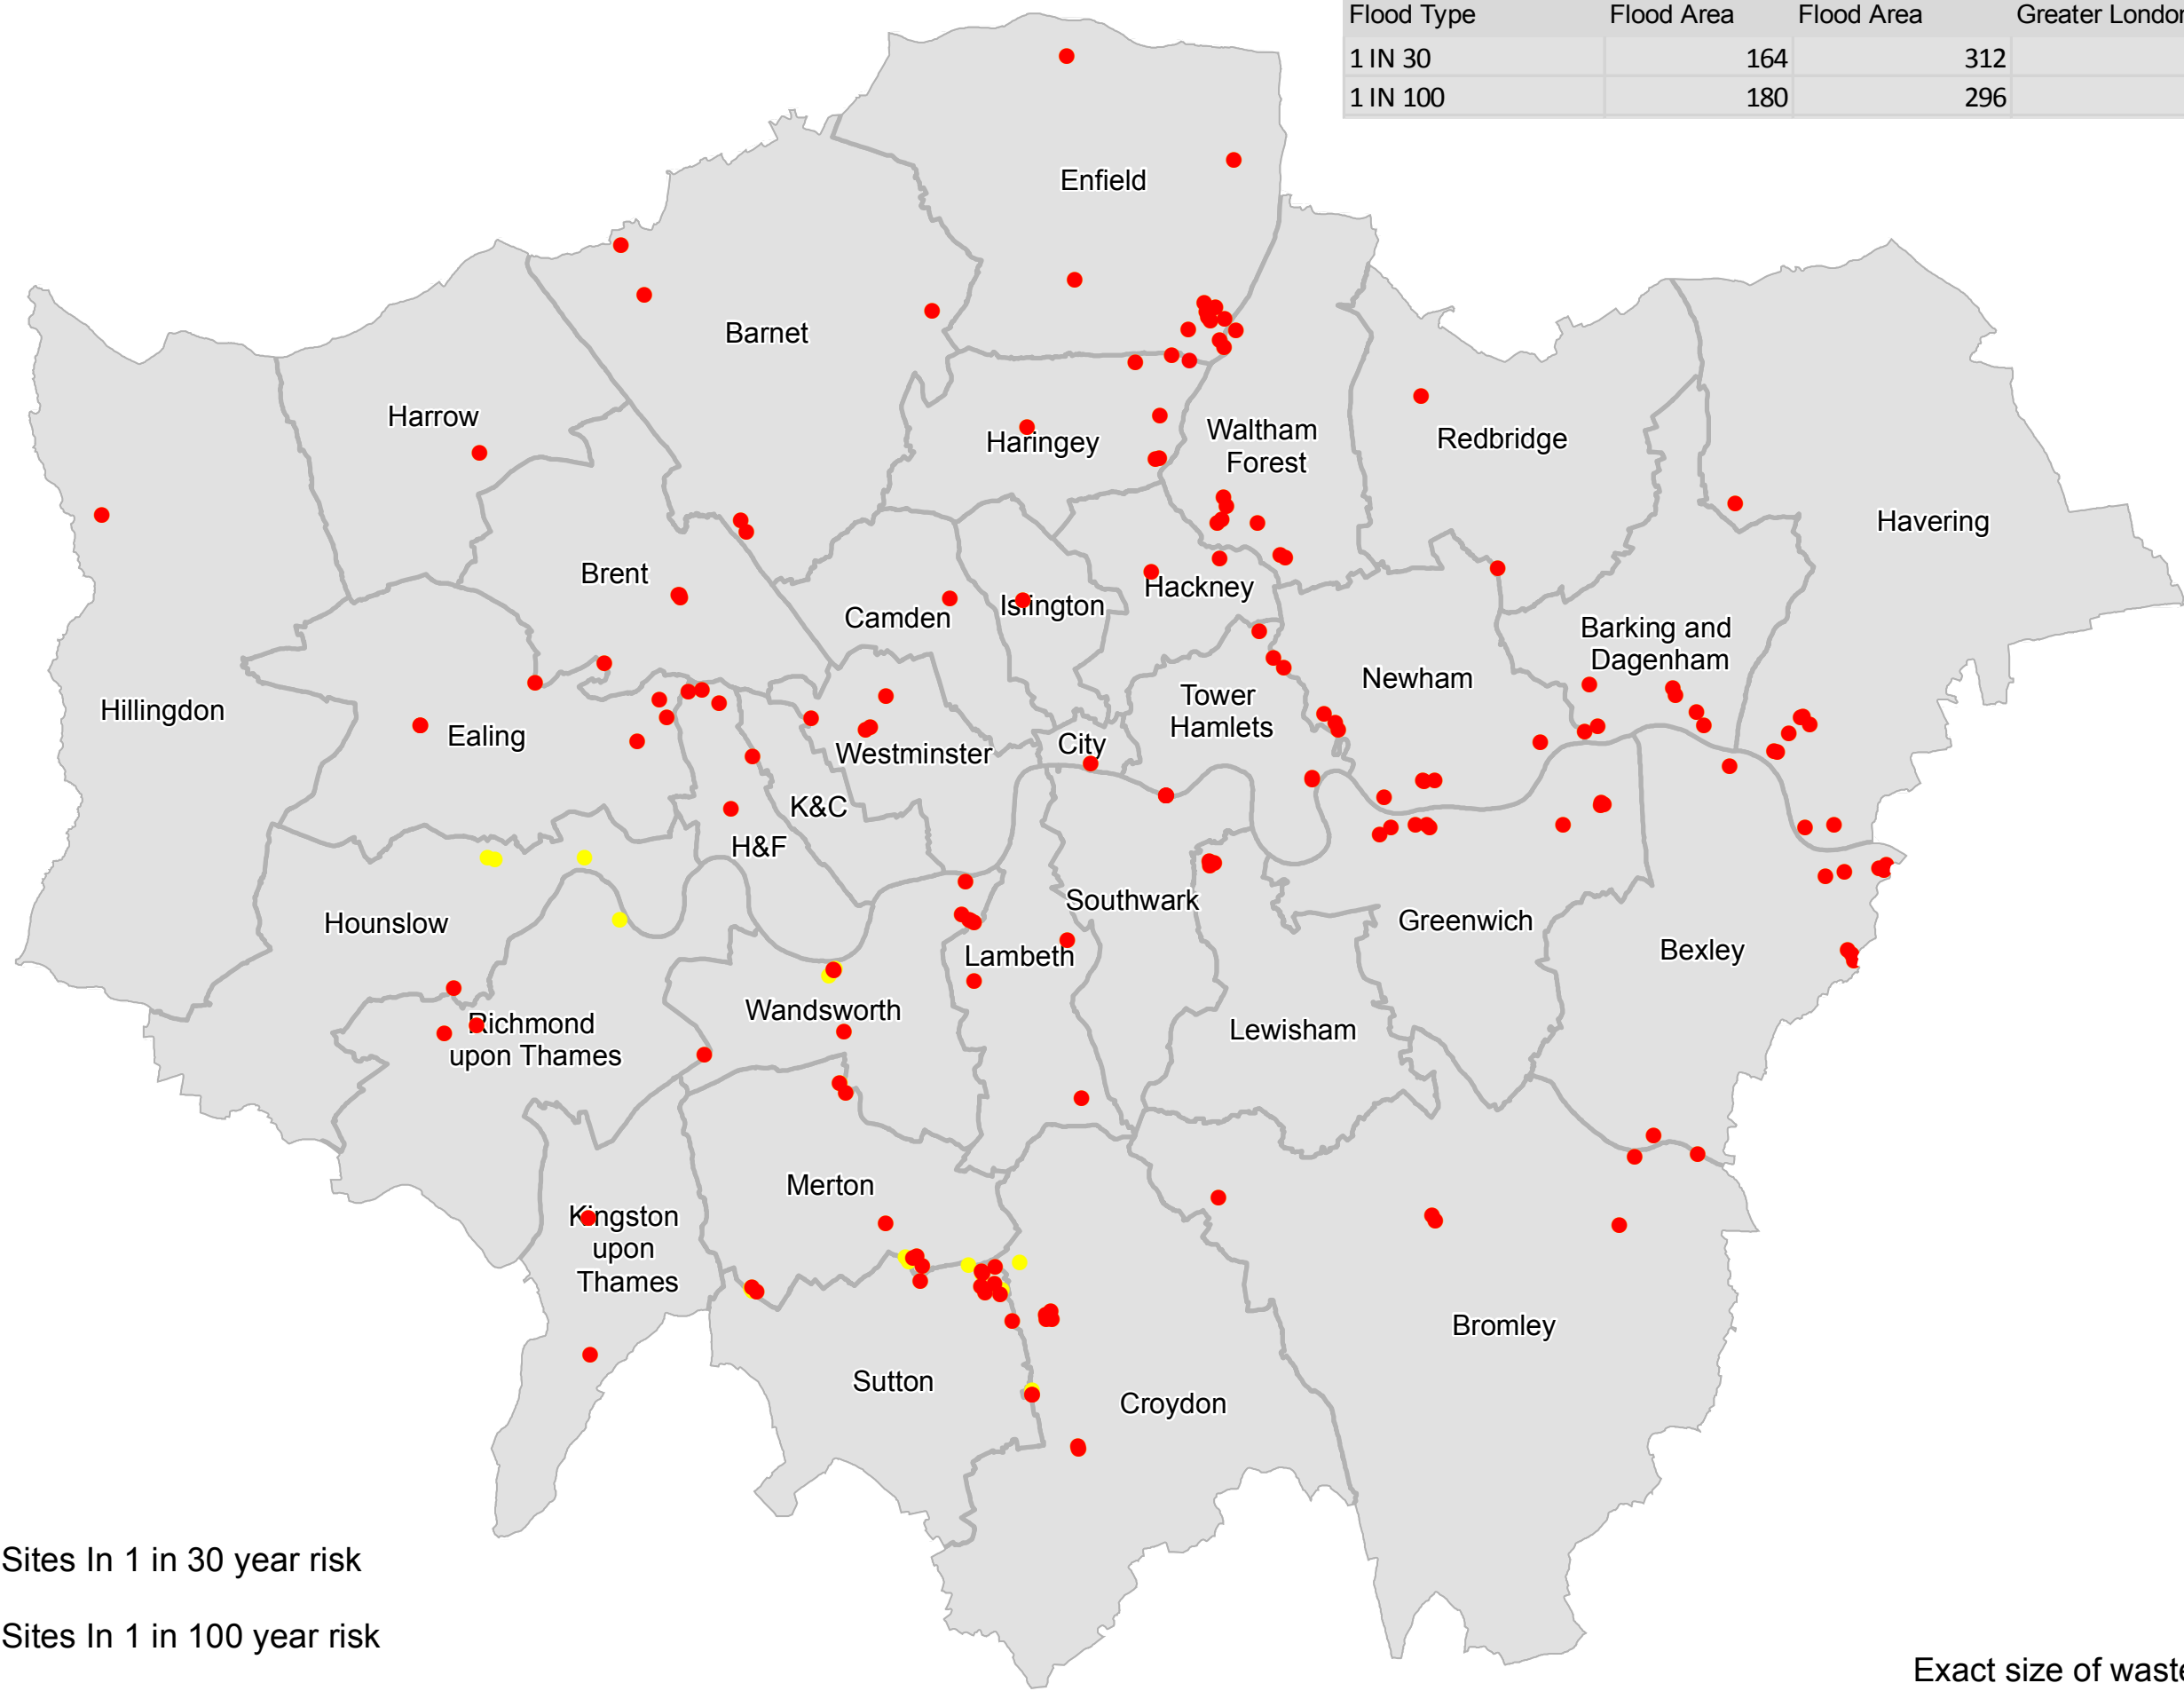 Flood Type Flood Area Flood Area Greater London
1 IN 30 164 312
1 IN 100 180 296
Enfield
Barnet
Harrow
Haringey
Waltham
Forest
Redbridge
Havering
Brent
Camden
Islington
Hackney
Barking and
Dagenham
Hillingdon
Ealing
Westminster
City
Tower
Hamlets
Newham
K&C
H&F
Hounslow
Southwark
Lambeth
Greenwich
Bexley
Wandsworth
Richmond
upon Thames
Lewisham
Merton
Kingston
upon
Thames
Sutton
Croydon
Bromley
Sites In 1 in 30 year risk
Sites In 1 in 100 year risk
Exact size of waste